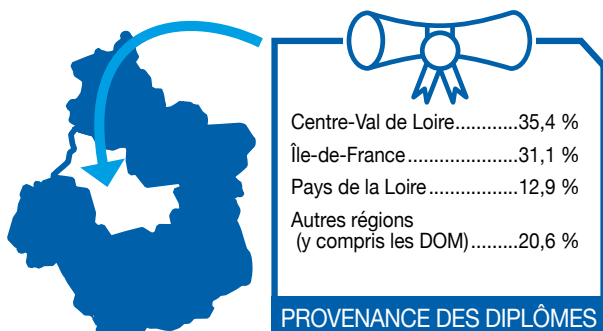 Centre-Val de Loire............35,4 %
Île-de-France....................31,1 %
Pays de la Loire................12,9 %
Autres régions
(y compris les DOM).........20,6 %
PROVENANCE DES DIPLÔMES